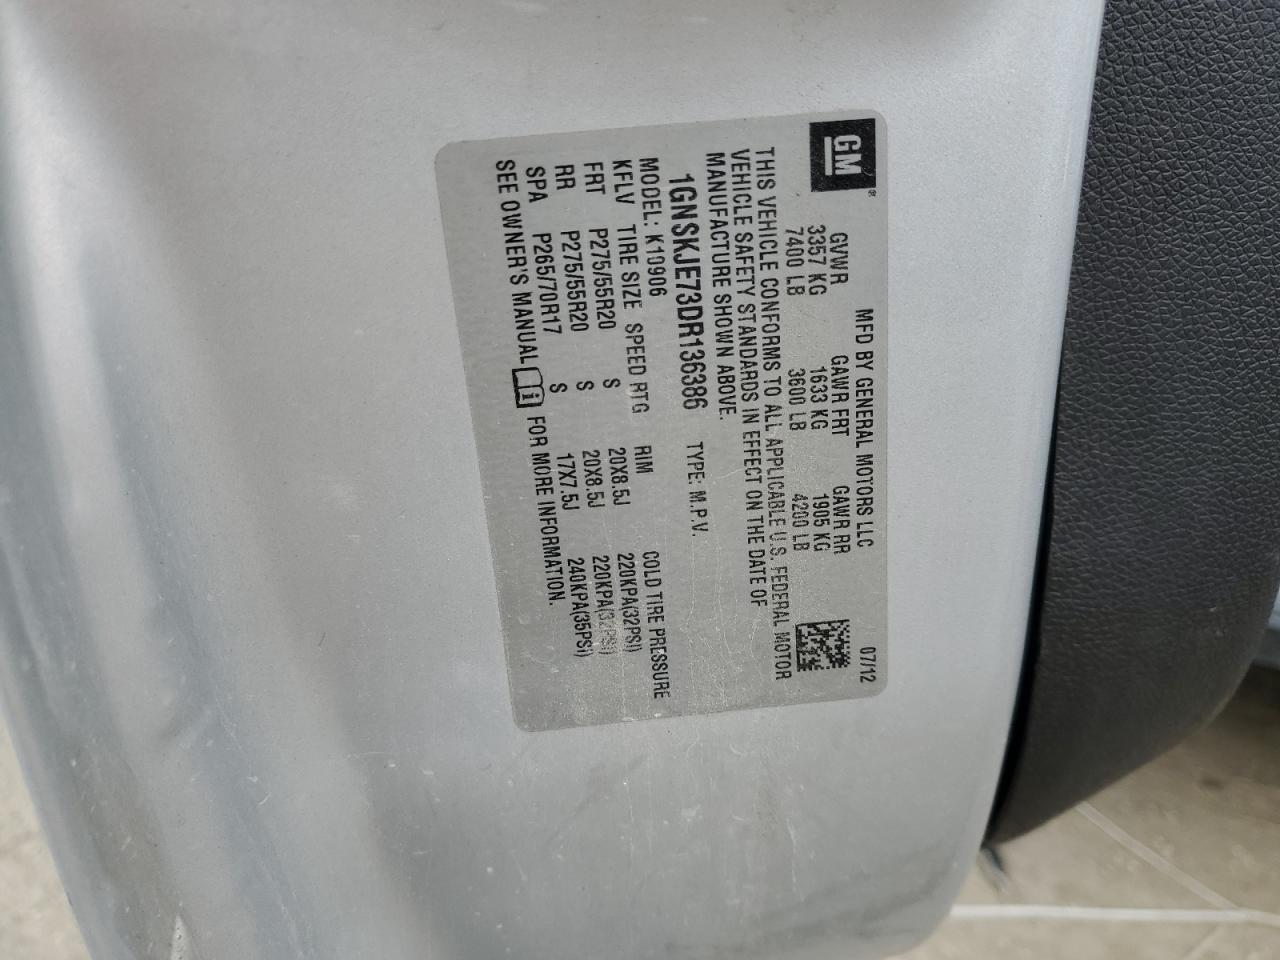 GM®
MFD BY GENERAL MOTORS LLC 07/12
GVWR GAWR FRT GAWR RR
3357 KG 1633 KG 1905 KG
7400 LB 3600 LB 4200 LB
THIS VEHICLE CONFORMS TO ALL APPLICABLE U.S. FEDERAL MOTOR
VEHICLE SAFETY STANDARDS IN EFFECT ON THE DATE OF
MANUFACTURE SHOWN ABOVE.
1GNSKJE73DR136386 TYPE: M.P.V.
MODEL: K10906
KFLV TIRE SIZE SPEED RTG RIM COLD TIRE PRESSURE
FRT P275/55R20 S 20X8.5J 220KPA(32PSI)
RR P275/55R20 S 20X8.5J 220KPA(32PSI)
SPA P265/70R17 S 17X7.5J 240KPA(35PSI)
SEE OWNER'S MANUAL i FOR MORE INFORMATION.